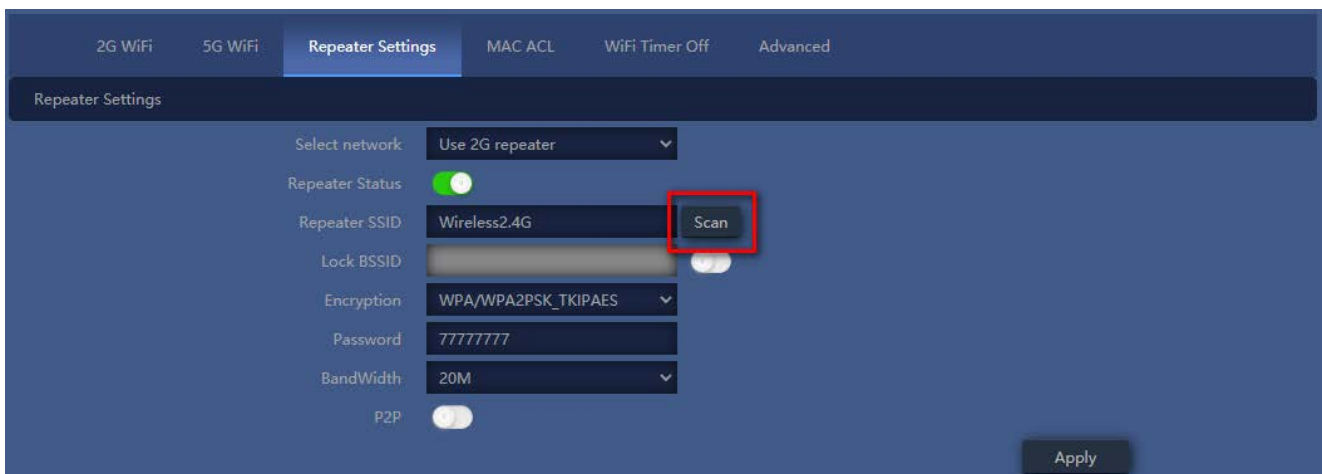 2G WiFi 5G WiFi Repeater Settings MAC ACL WiFi Timer Off Advanced
Repeater Settings
Select network Use 2G repeater
Repeater Status
Repeater SSID Wireless2.4G Scan
Lock BSSID
Encryption WPA/WPA2PSK_TKIPAES
Password 77777777
BandWidth 20M
P2P
Apply